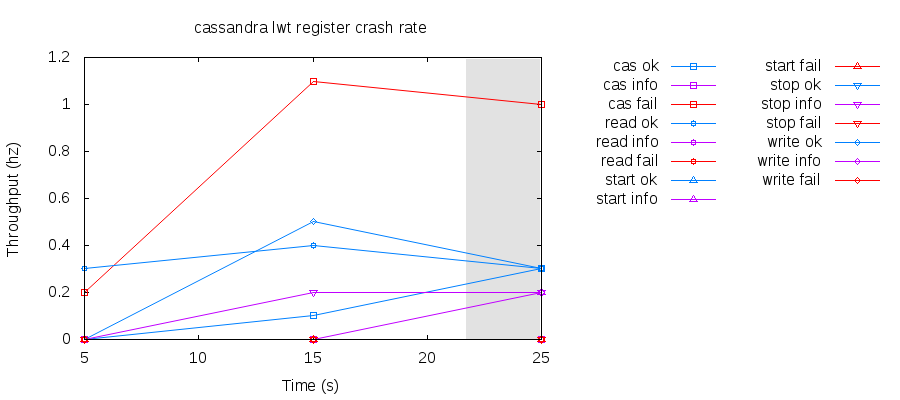 cassandra lwt register crash rate
1.2
1
0.8
0.6
0.4
0.2
0
Throughput (hz)
5
10
15
20
25
Time (s)
cas ok
cas info
cas fail
read ok
read info
read fail
start ok
start info
start fail
stop ok
stop info
stop fail
write ok
write info
write fail